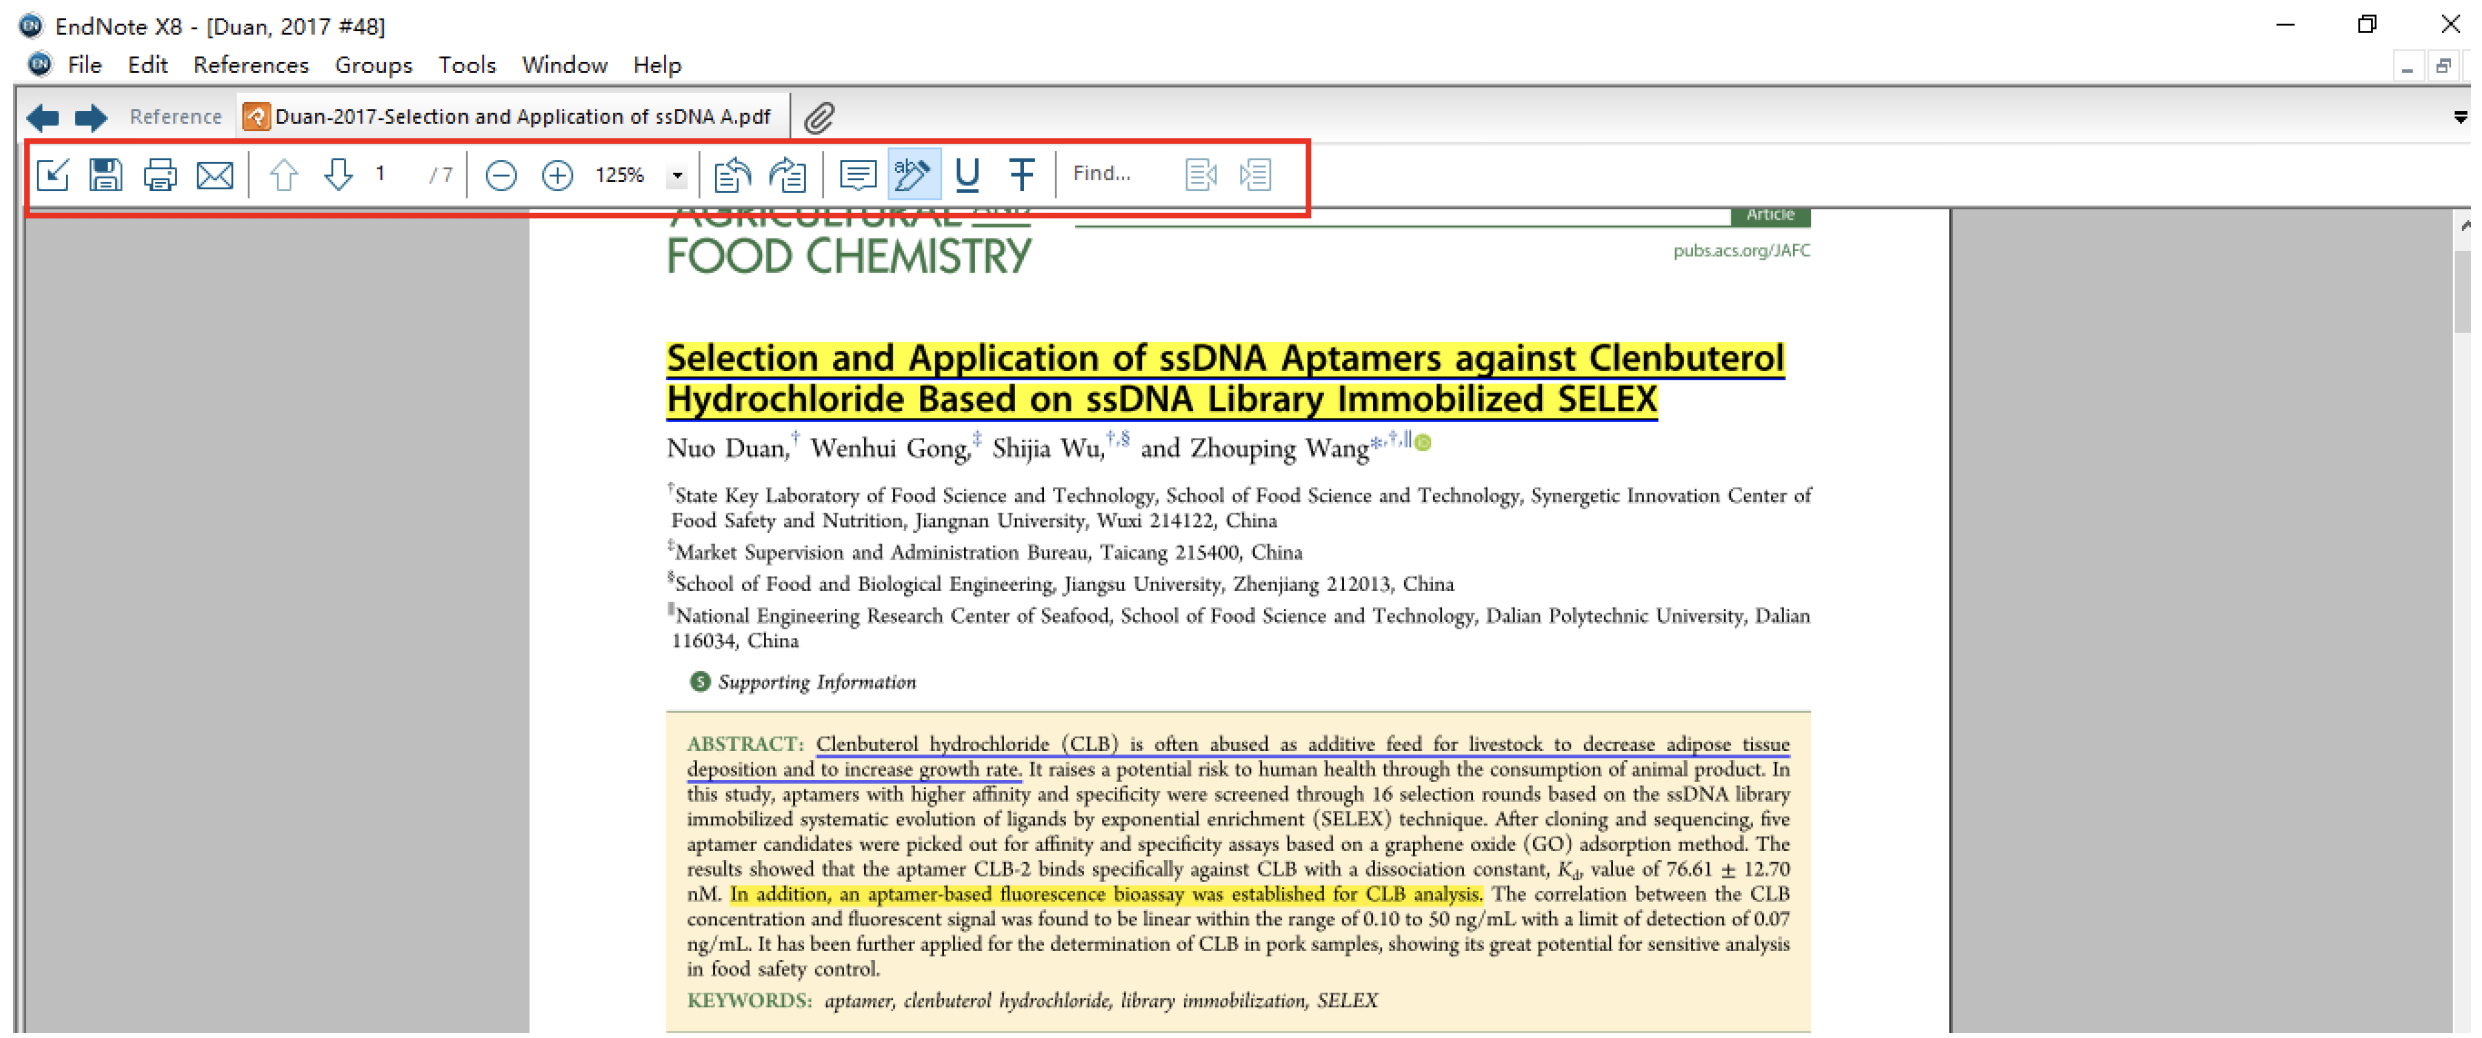 EndNote X8 - [Duan, 2017 #48]
File Edit References Groups Tools Window Help
Reference Duan-2017-Selection and Application of ssDNA A.pdf
1 / 7 125% ab U T Find...
AGRICULTURAL AND Article
FOOD CHEMISTRY pubs.acs.org/JAFC
Selection and Application of ssDNA Aptamers against Clenbuterol
Hydrochloride Based on ssDNA Library Immobilized SELEX
Nuo Duan,† Wenhui Gong,‡ Shijia Wu,†,§ and Zhouping Wang*,†,∥ iD
†State Key Laboratory of Food Science and Technology, School of Food Science and Technology, Synergetic Innovation Center of
Food Safety and Nutrition, Jiangnan University, Wuxi 214122, China
‡Market Supervision and Administration Bureau, Taicang 215400, China
§School of Food and Biological Engineering, Jiangsu University, Zhenjiang 212013, China
∥National Engineering Research Center of Seafood, School of Food Science and Technology, Dalian Polytechnic University, Dalian
116034, China
S Supporting Information
ABSTRACT: Clenbuterol hydrochloride (CLB) is often abused as additive feed for livestock to decrease adipose tissue
deposition and to increase growth rate. It raises a potential risk to human health through the consumption of animal product. In
this study, aptamers with higher affinity and specificity were screened through 16 selection rounds based on the ssDNA library
immobilized systematic evolution of ligands by exponential enrichment (SELEX) technique. After cloning and sequencing, five
aptamer candidates were picked out for affinity and specificity assays based on a graphene oxide (GO) adsorption method. The
results showed that the aptamer CLB-2 binds specifically against CLB with a dissociation constant, Kd, value of 76.61 ± 12.70
nM. In addition, an aptamer-based fluorescence bioassay was established for CLB analysis. The correlation between the CLB
concentration and fluorescent signal was found to be linear within the range of 0.10 to 50 ng/mL with a limit of detection of 0.07
ng/mL. It has been further applied for the determination of CLB in pork samples, showing its great potential for sensitive analysis
in food safety control.
KEYWORDS: aptamer, clenbuterol hydrochloride, library immobilization, SELEX